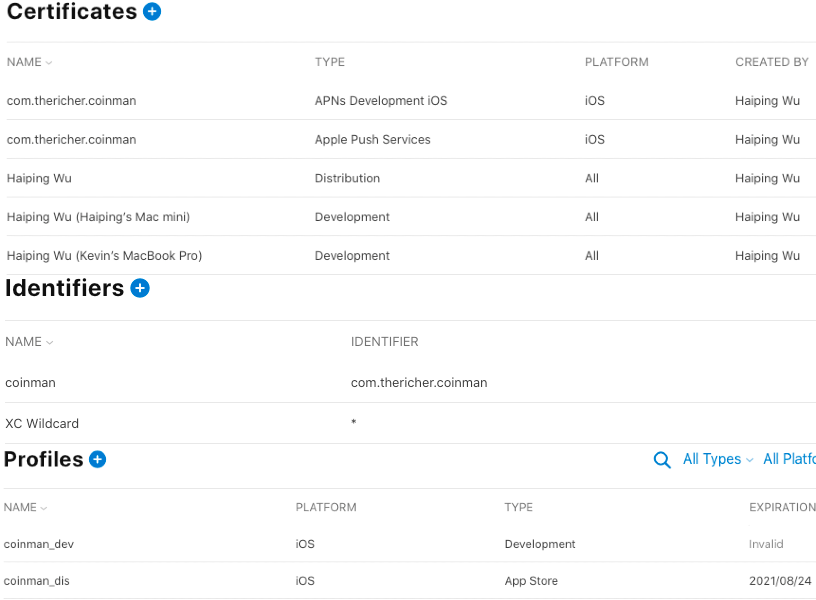 Certificates
NAME TYPE PLATFORM CREATED BY
com.thericher.coinman APNs Development iOS iOS Haiping Wu
com.thericher.coinman Apple Push Services iOS Haiping Wu
Haiping Wu Distribution All Haiping Wu
Haiping Wu (Haiping's Mac mini) Development All Haiping Wu
Haiping Wu (Kevin's MacBook Pro) Development All Haiping Wu
Identifiers
NAME IDENTIFIER
coinman com.thericher.coinman
XC Wildcard *
Profiles All Types All Platfo
NAME PLATFORM TYPE EXPIRATION
coinman_dev iOS Development Invalid
coinman_dis iOS App Store 2021/08/24